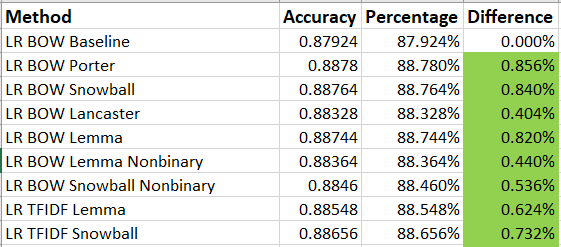 Method Accuracy Percentage Difference
LR BOW Baseline 0.87924 87.924% 0.000%
LR BOW Porter 0.8878 88.780% 0.856%
LR BOW Snowball 0.88764 88.764% 0.840%
LR BOW Lancaster 0.88328 88.328% 0.404%
LR BOW Lemma 0.88744 88.744% 0.820%
LR BOW Lemma Nonbinary 0.88364 88.364% 0.440%
LR BOW Snowball Nonbinary 0.8846 88.460% 0.536%
LR TFIDF Lemma 0.88548 88.548% 0.624%
LR TFIDF Snowball 0.88656 88.656% 0.732%